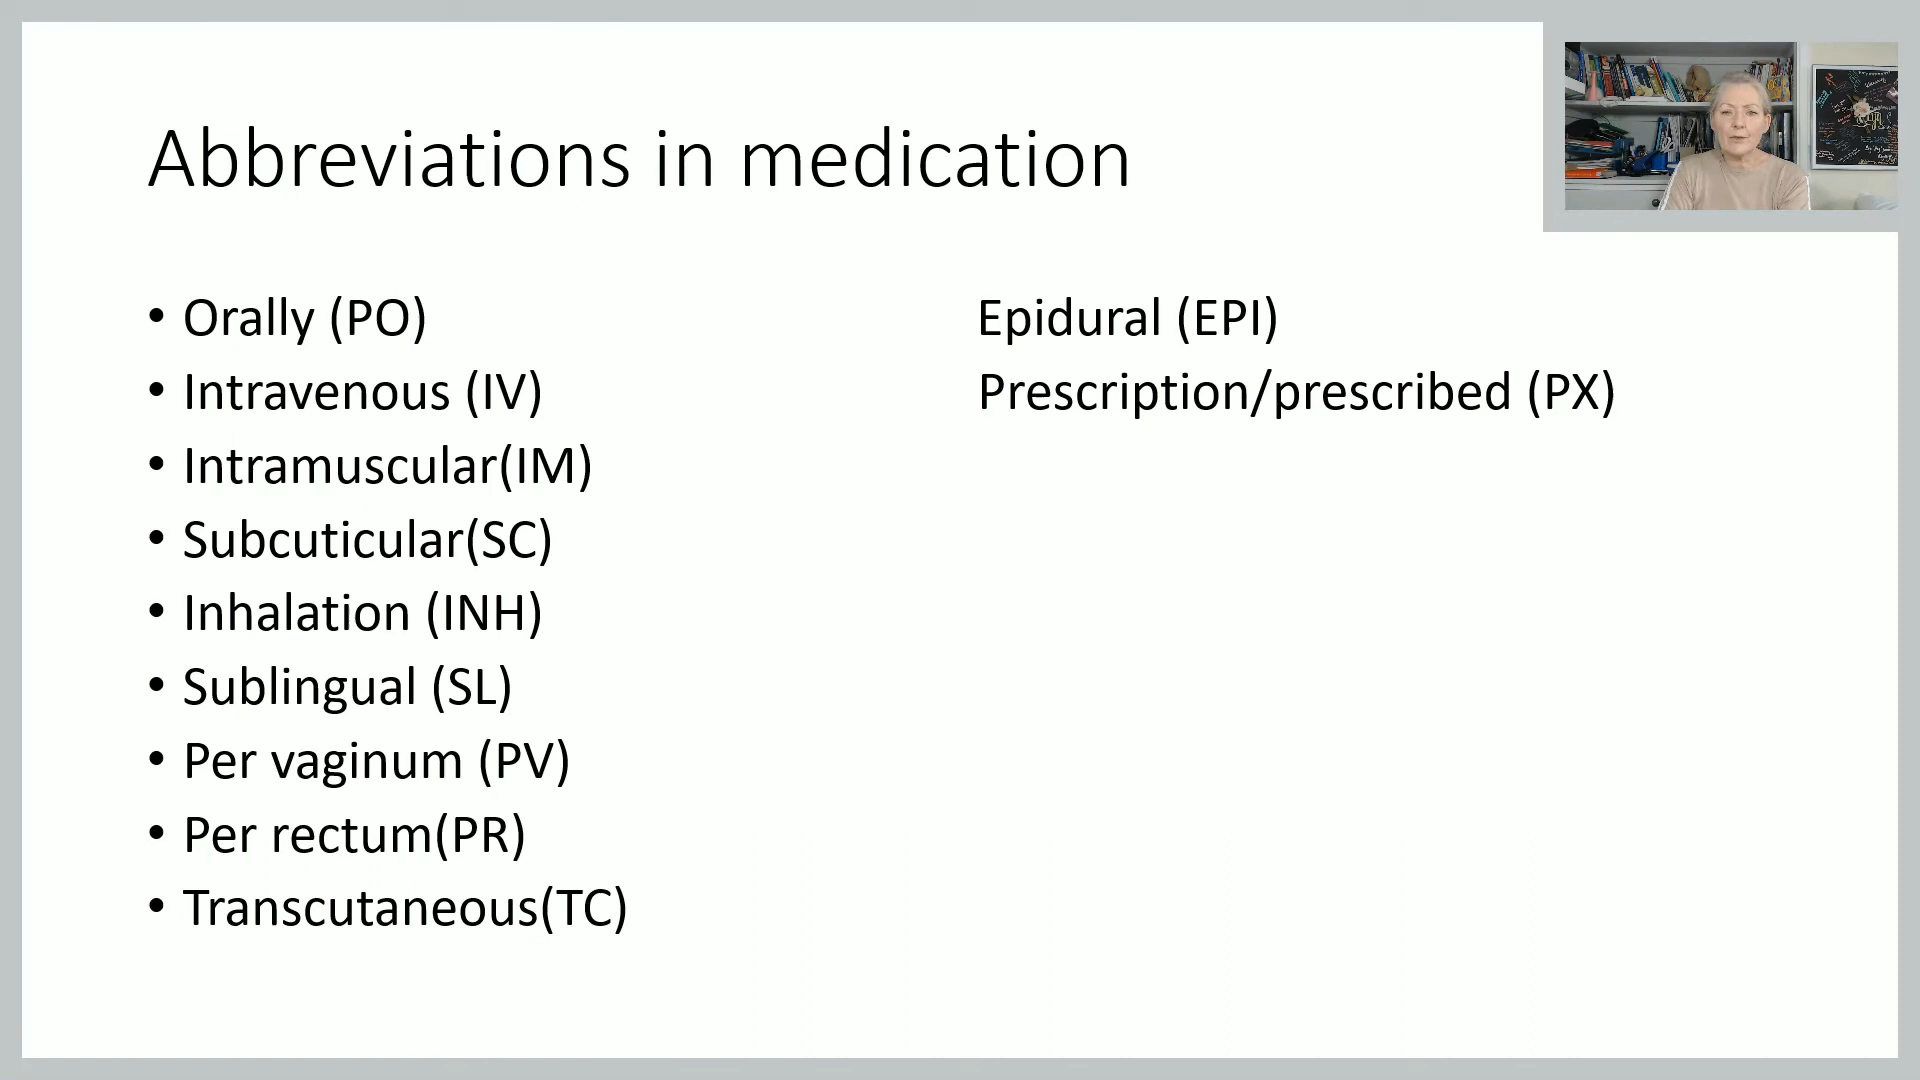 Abbreviations in medication
• Orally (PO)
• Intravenous (IV)
• Intramuscular(IM)
• Subcuticular(SC)
• Inhalation (INH)
• Sublingual (SL)
• Per vaginum (PV)
• Per rectum(PR)
• Transcutaneous(TC)
Epidural (EPI)
Prescription/prescribed (PX)